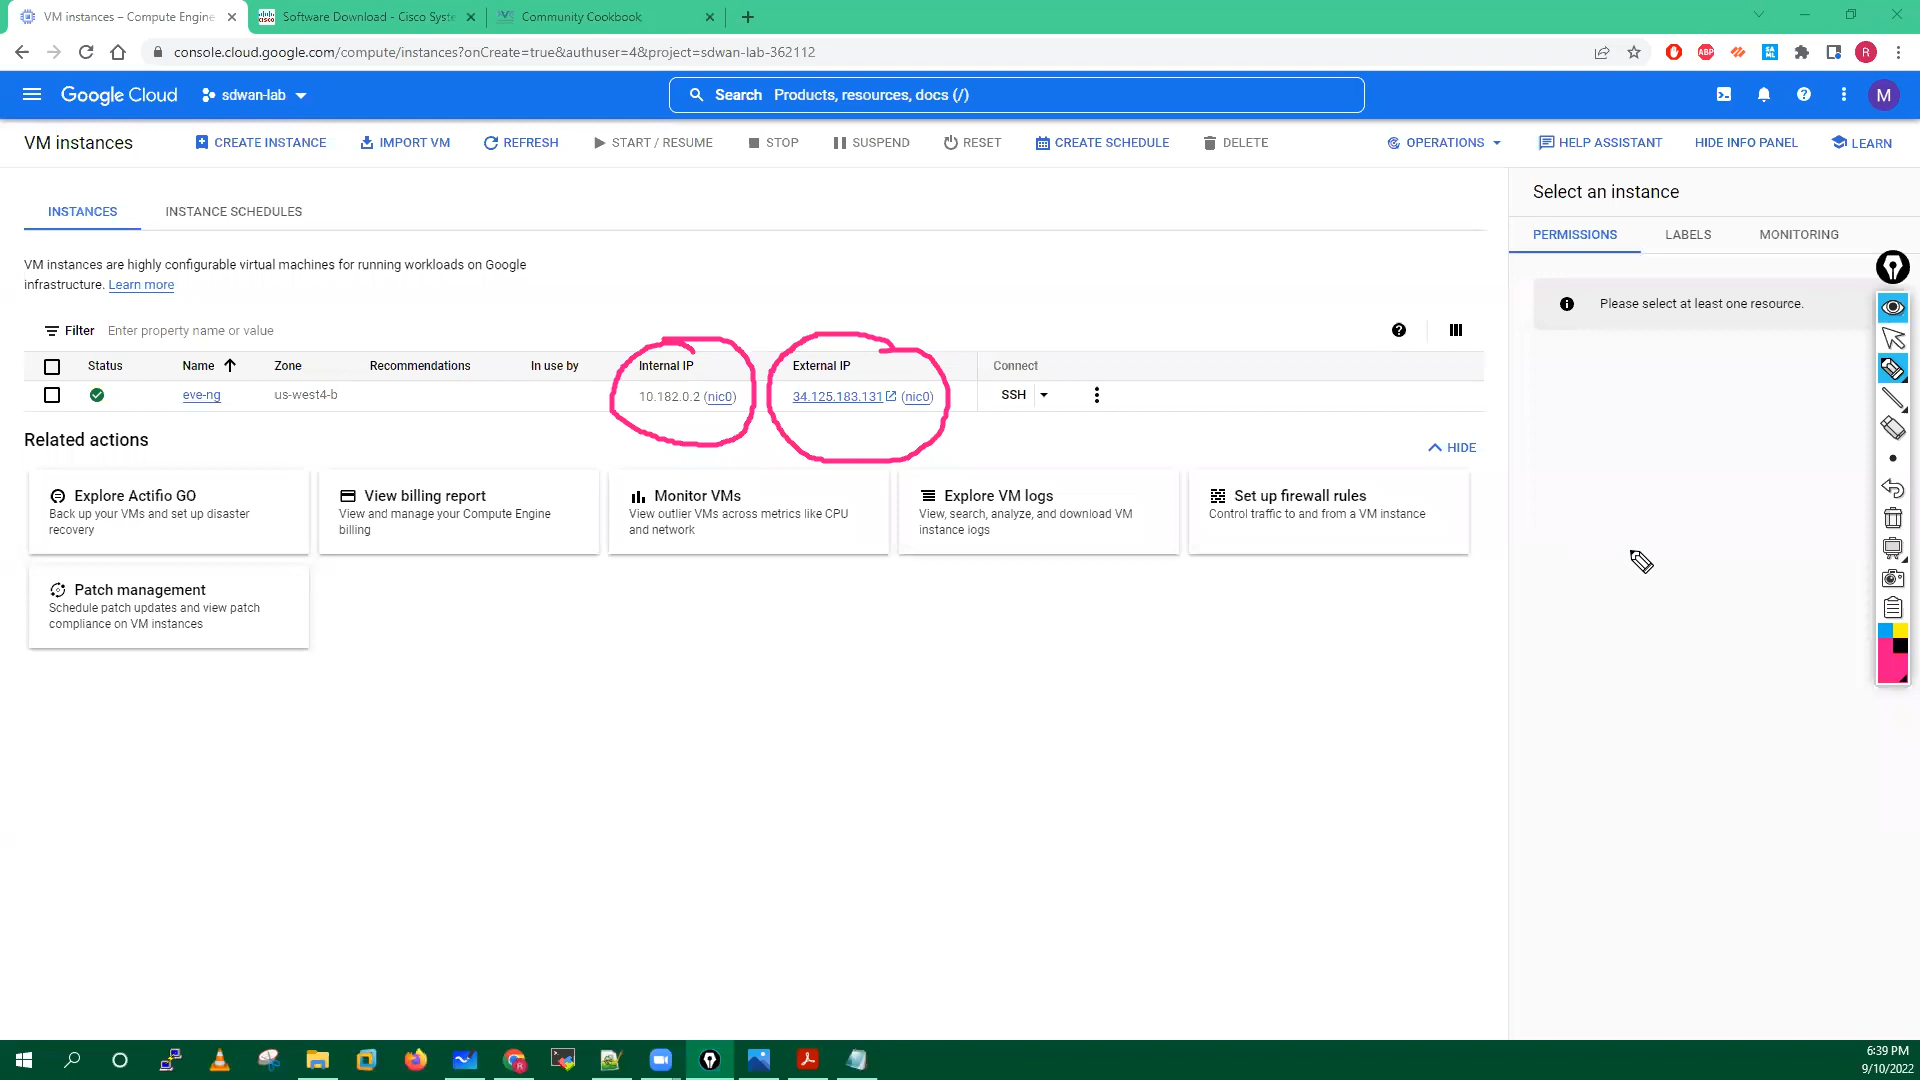 VM instances – Compute Engine
Software Download - Cisco Syste
Community Cookbook
console.cloud.google.com/compute/instances?onCreate=true&authuser=4&project=sdwan-lab-362112
ABP
R
Google Cloud
sdwan-lab
Search Products, resources, docs (/)
M
VM instances
CREATE INSTANCE
IMPORT VM
REFRESH
START / RESUME
STOP
SUSPEND
RESET
CREATE SCHEDULE
DELETE
OPERATIONS
HELP ASSISTANT
HIDE INFO PANEL
LEARN
INSTANCES
INSTANCE SCHEDULES
VM instances are highly configurable virtual machines for running workloads on Google
infrastructure. Learn more
Filter Enter property name or value
Status Name Zone Recommendations In use by Internal IP External IP Connect
eve-ng us-west4-b 10.182.0.2 (nic0) 34.125.183.131 (nic0) SSH
Related actions
HIDE
Explore Actifio GO
Back up your VMs and set up disaster
recovery
View billing report
View and manage your Compute Engine
billing
Monitor VMs
View outlier VMs across metrics like CPU
and network
Explore VM logs
View, search, analyze, and download VM
instance logs
Set up firewall rules
Control traffic to and from a VM instance
Patch management
Schedule patch updates and view patch
compliance on VM instances
Select an instance
PERMISSIONS
LABELS
MONITORING
Please select at least one resource.
6:39 PM
9/10/2022